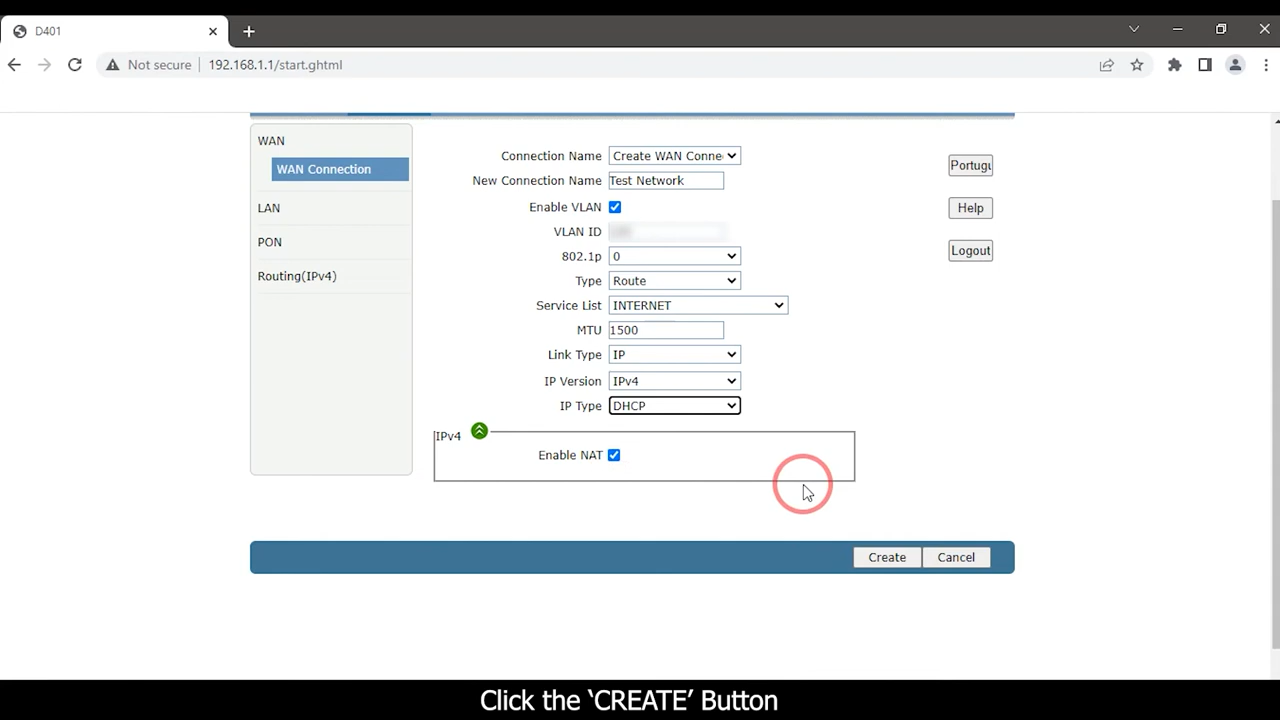 D401
Not secure
192.168.1.1/start.ghtml
WAN
WAN Connection
LAN
PON
Routing(IPv4)
Connection Name Create WAN Conne
New Connection Name Test Network
Enable VLAN
VLAN ID
802.1p 0
Type Route
Service List INTERNET
MTU 1500
Link Type IP
IP Version IPv4
IP Type DHCP
IPv4
Enable NAT
Portugu
Help
Logout
Create
Cancel
Click the ‘CREATE’ Button